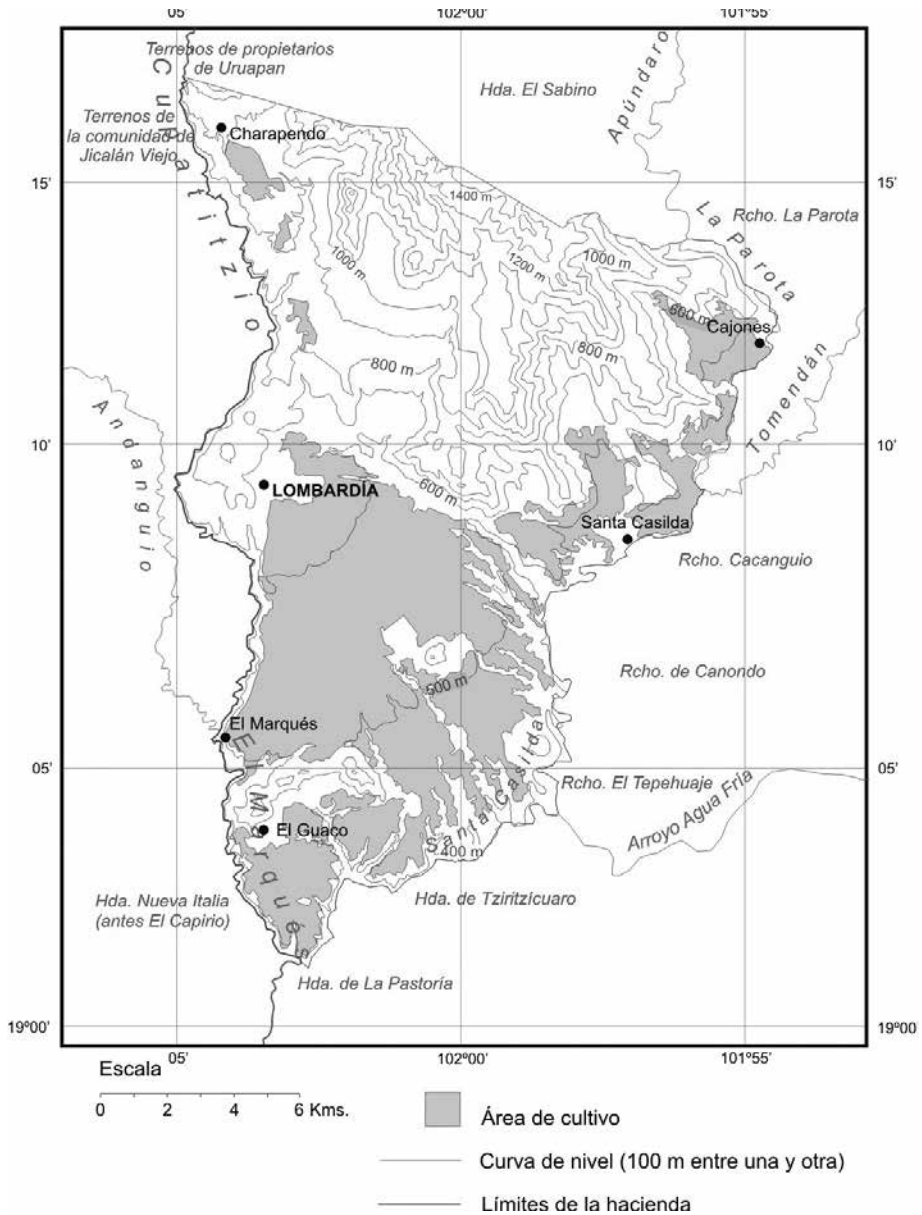 05' 102º00' 101º55'
Terrenos de propietarios
de Uruapan
Hda. El Sabino
Apúndaro
Cupatitzio
Terrenos de
la comunidad de
Jicalán Viejo
Charapendo
15' 15'
1400 m
La Parota
Rcho. La Parota
1000 m
1200 m
1000 m
600 m
Cajones
800 m
800 m
Tomendán
Andanguio
10' 10'
LOMBARDÍA
600 m
Santa Casilda
Rcho. Cacanguio
Rcho. de Canondo
500 m
El Marqués
El Marqués
Santa Casilda
05' 05'
Rcho. El Tepehuaje
Arroyo Agua Fría
El Guaco
400 m
Hda. Nueva Italia
(antes El Capirio)
Hda. de Tziritzicuaro
Hda. de La Pastoría
19º00' 19º00'
05' 102º00' 101º55'
Escala
0 2 4 6 Kms.
Área de cultivo
Curva de nivel (100 m entre una y otra)
Límites de la hacienda